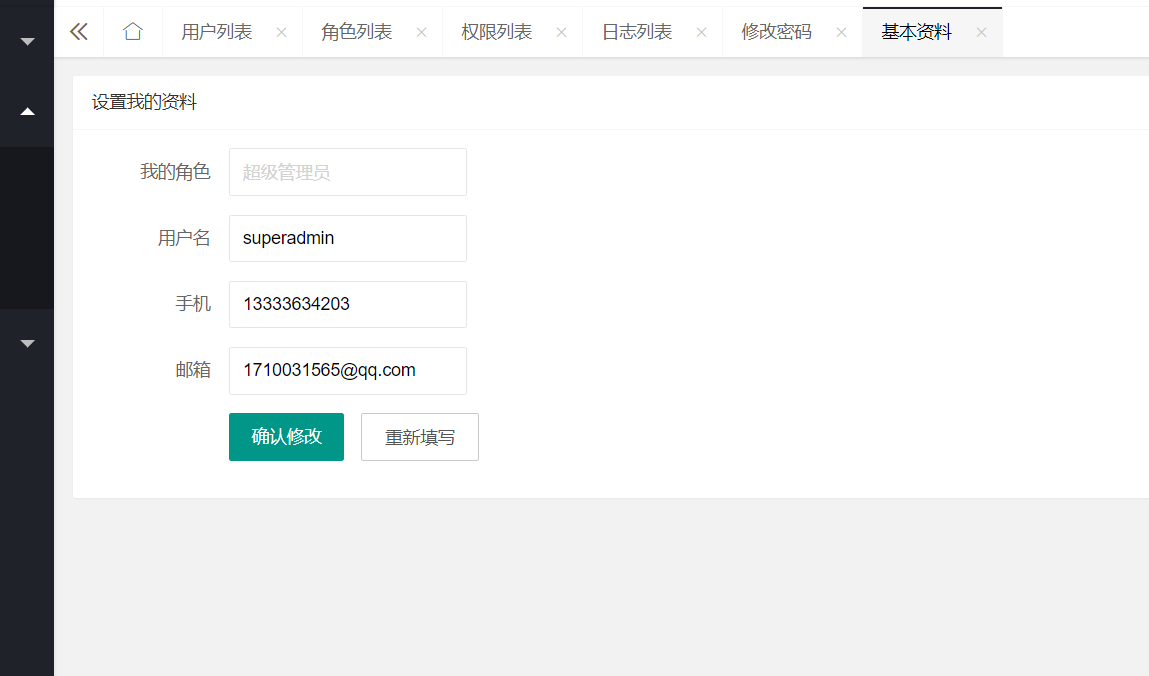 用户列表 角色列表 权限列表 日志列表 修改密码 基本资料
设置我的资料
我的角色 超级管理员
用户名 superadmin
手机 13333634203
邮箱 1710031565@qq.com
确认修改 重新填写